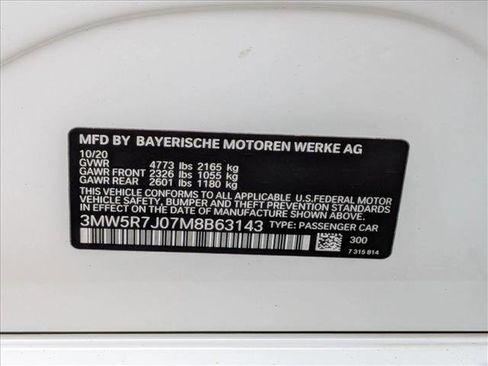 MFD BY BAYERISCHE MOTOREN WERKE AG
10/20
GVWR 4773 lbs 2165 kg
GAWR FRONT 2326 lbs 1055 kg
GAWR REAR 2601 lbs 1180 kg
THIS VEHICLE CONFORMS TO ALL APPLICABLE U.S.FEDERAL MOTOR
VEHICLE SAFETY, BUMPER AND THEFT PREVENTION STANDARDS IN
EFFECT ON THE DATE OF MANUFACTURE SHOWN ABOVE.
3MW5R7J07M8B63143 TYPE: PASSENGER CAR
300
7 315 814